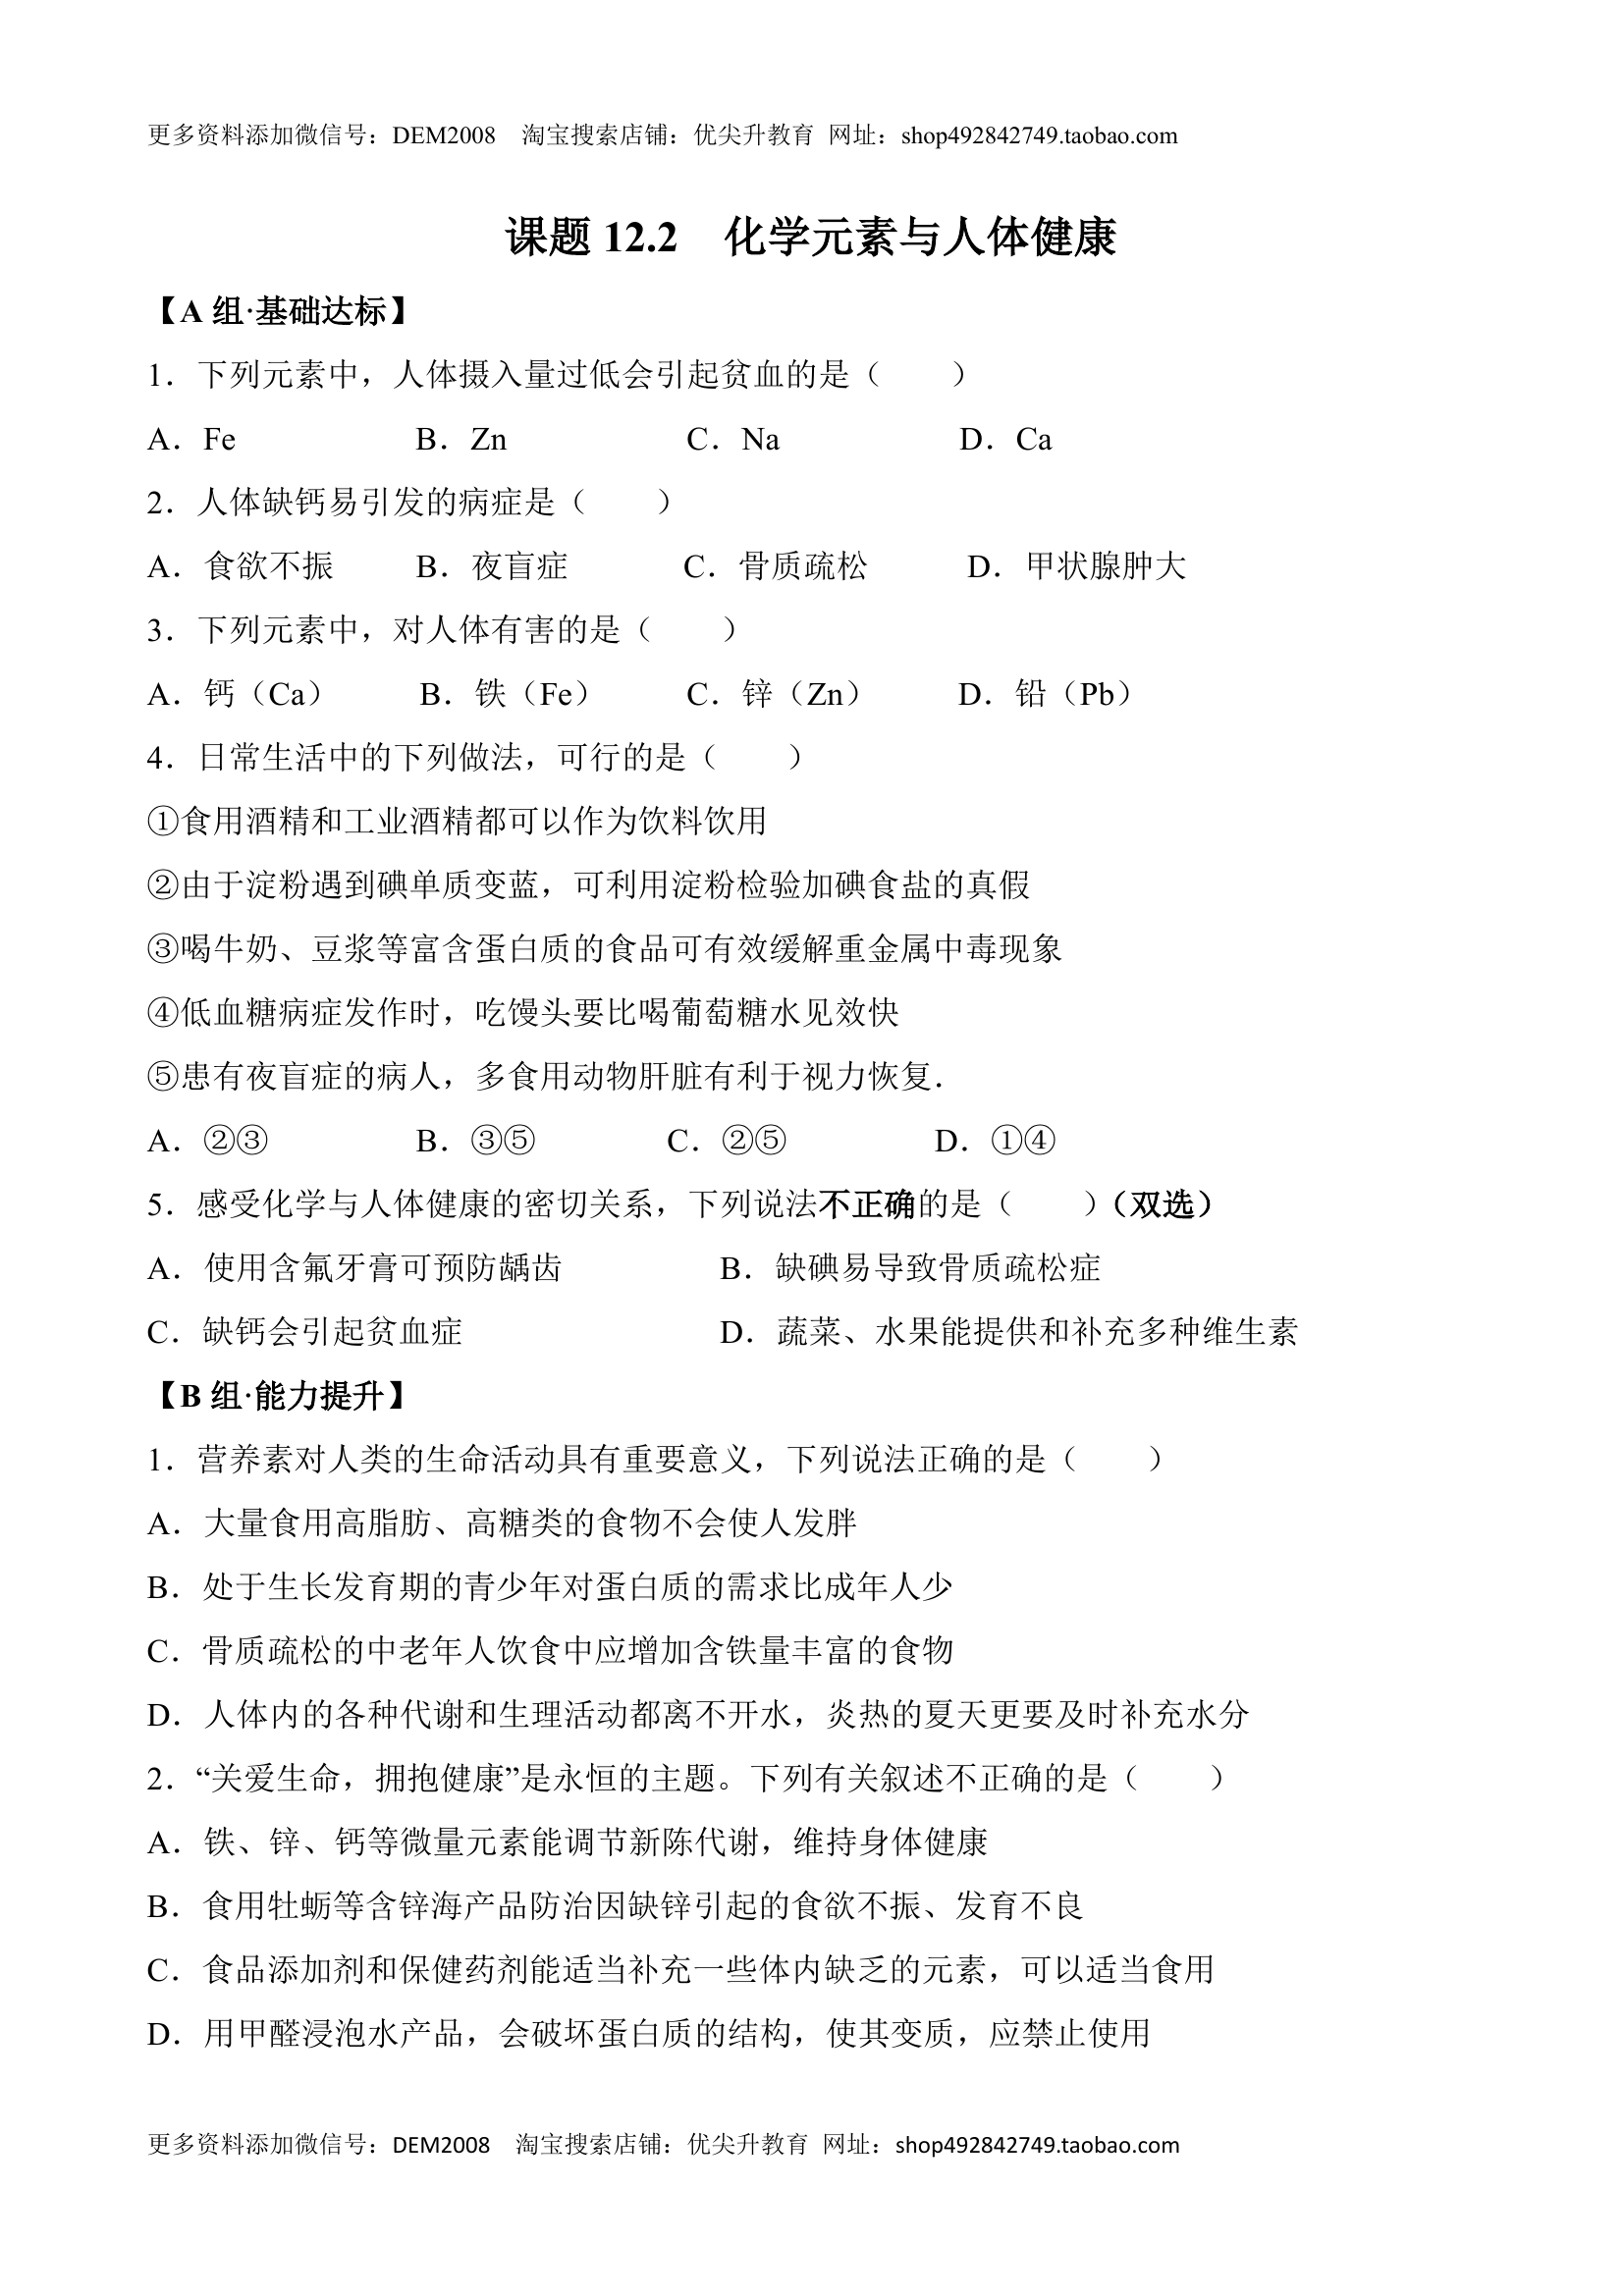 更多资料添加微信号：DEM2008  淘宝搜索店铺：优尖升教育 网址：shop492842749.taobao.com
课题 12.2  化学元素与人体健康
【A 组·基础达标】
1．下列元素中，人体摄入量过低会引起贫血的是（  ）
A．Fe B．Zn C．Na D．Ca
2．人体缺钙易引发的病症是（  ）
A．食欲不振 B．夜盲症 C．骨质疏松 D．甲状腺肿大
3．下列元素中，对人体有害的是（  ）
A．钙（Ca） B．铁（Fe） C．锌（Zn） D．铅（Pb）
4．日常生活中的下列做法，可行的是（  ）
①食用酒精和工业酒精都可以作为饮料饮用
②由于淀粉遇到碘单质变蓝，可利用淀粉检验加碘食盐的真假
③喝牛奶、豆浆等富含蛋白质的食品可有效缓解重金属中毒现象
④低血糖病症发作时，吃馒头要比喝葡萄糖水见效快
⑤患有夜盲症的病人，多食用动物肝脏有利于视力恢复．
A．②③ B．③⑤ C．②⑤ D．①④
5．感受化学与人体健康的密切关系，下列说法不正确的是（  ）（双选）
A．使用含氟牙膏可预防龋齿 B．缺碘易导致骨质疏松症
C．缺钙会引起贫血症 D．蔬菜、水果能提供和补充多种维生素
【B 组·能力提升】
1．营养素对人类的生命活动具有重要意义，下列说法正确的是（  ）
A．大量食用高脂肪、高糖类的食物不会使人发胖
B．处于生长发育期的青少年对蛋白质的需求比成年人少
C．骨质疏松的中老年人饮食中应增加含铁量丰富的食物
D．人体内的各种代谢和生理活动都离不开水，炎热的夏天更要及时补充水分
2．“关爱生命，拥抱健康”是永恒的主题。下列有关叙述不正确的是（  ）
A．铁、锌、钙等微量元素能调节新陈代谢，维持身体健康
B．食用牡蛎等含锌海产品防治因缺锌引起的食欲不振、发育不良
C．食品添加剂和保健药剂能适当补充一些体内缺乏的元素，可以适当食用
D．用甲醛浸泡水产品，会破坏蛋白质的结构，使其变质，应禁止使用
更多资料添加微信号：DEM2008  淘宝搜索店铺：优尖升教育 网址：shop492842749.taobao.com